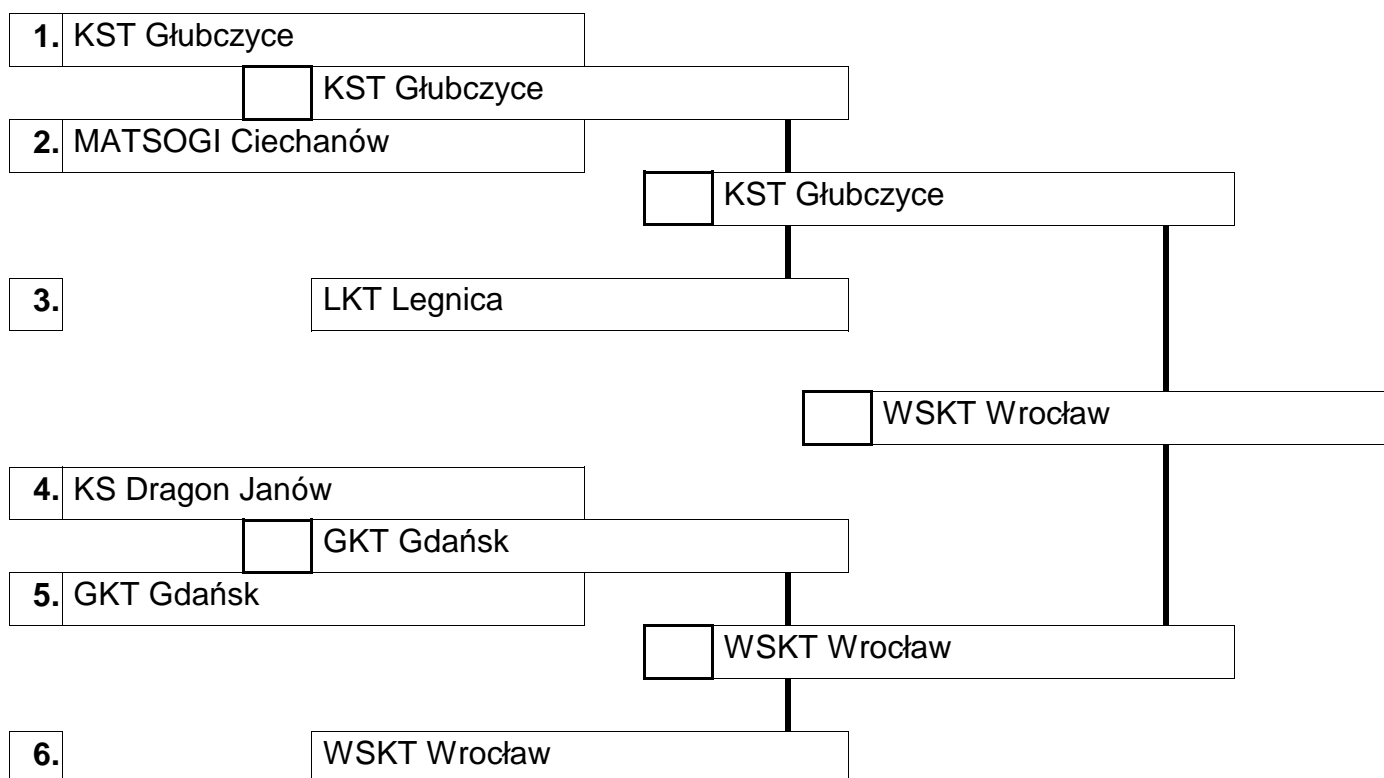 1. KST Głubczyce
KST Głubczyce
2. MATSOGI Ciechanów
KST Głubczyce
3. LKT Legnica
WSKT Wrocław
4. KS Dragon Janów
GKT Gdańsk
5. GKT Gdańsk
WSKT Wrocław
6. WSKT Wrocław